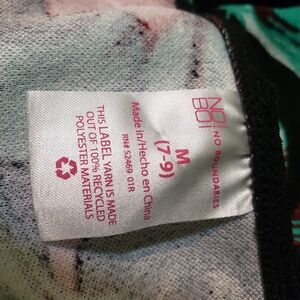 NO
BO
NO BOUNDARIES
M
(7-9)
Made in/Hecho en China
RN# 52469 01R
THIS LABEL YARN IS MADE
OUT OF 100% RECYCLED
POLYESTER MATERIALS